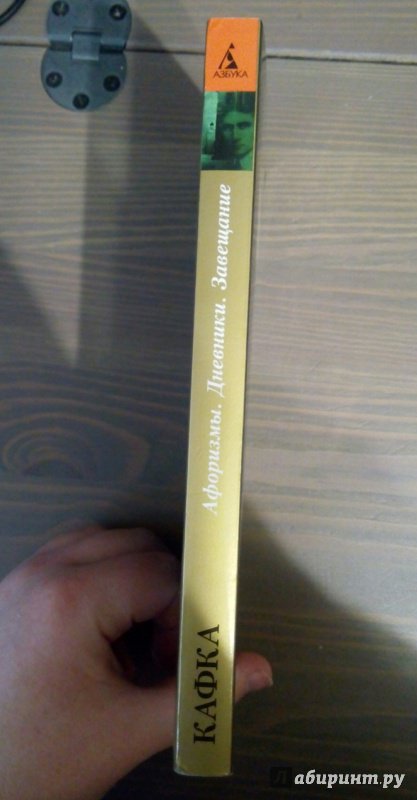 АЗБУКА
Афоризмы. Дневники. Завещание
КАФКА
Лабиринт.ру